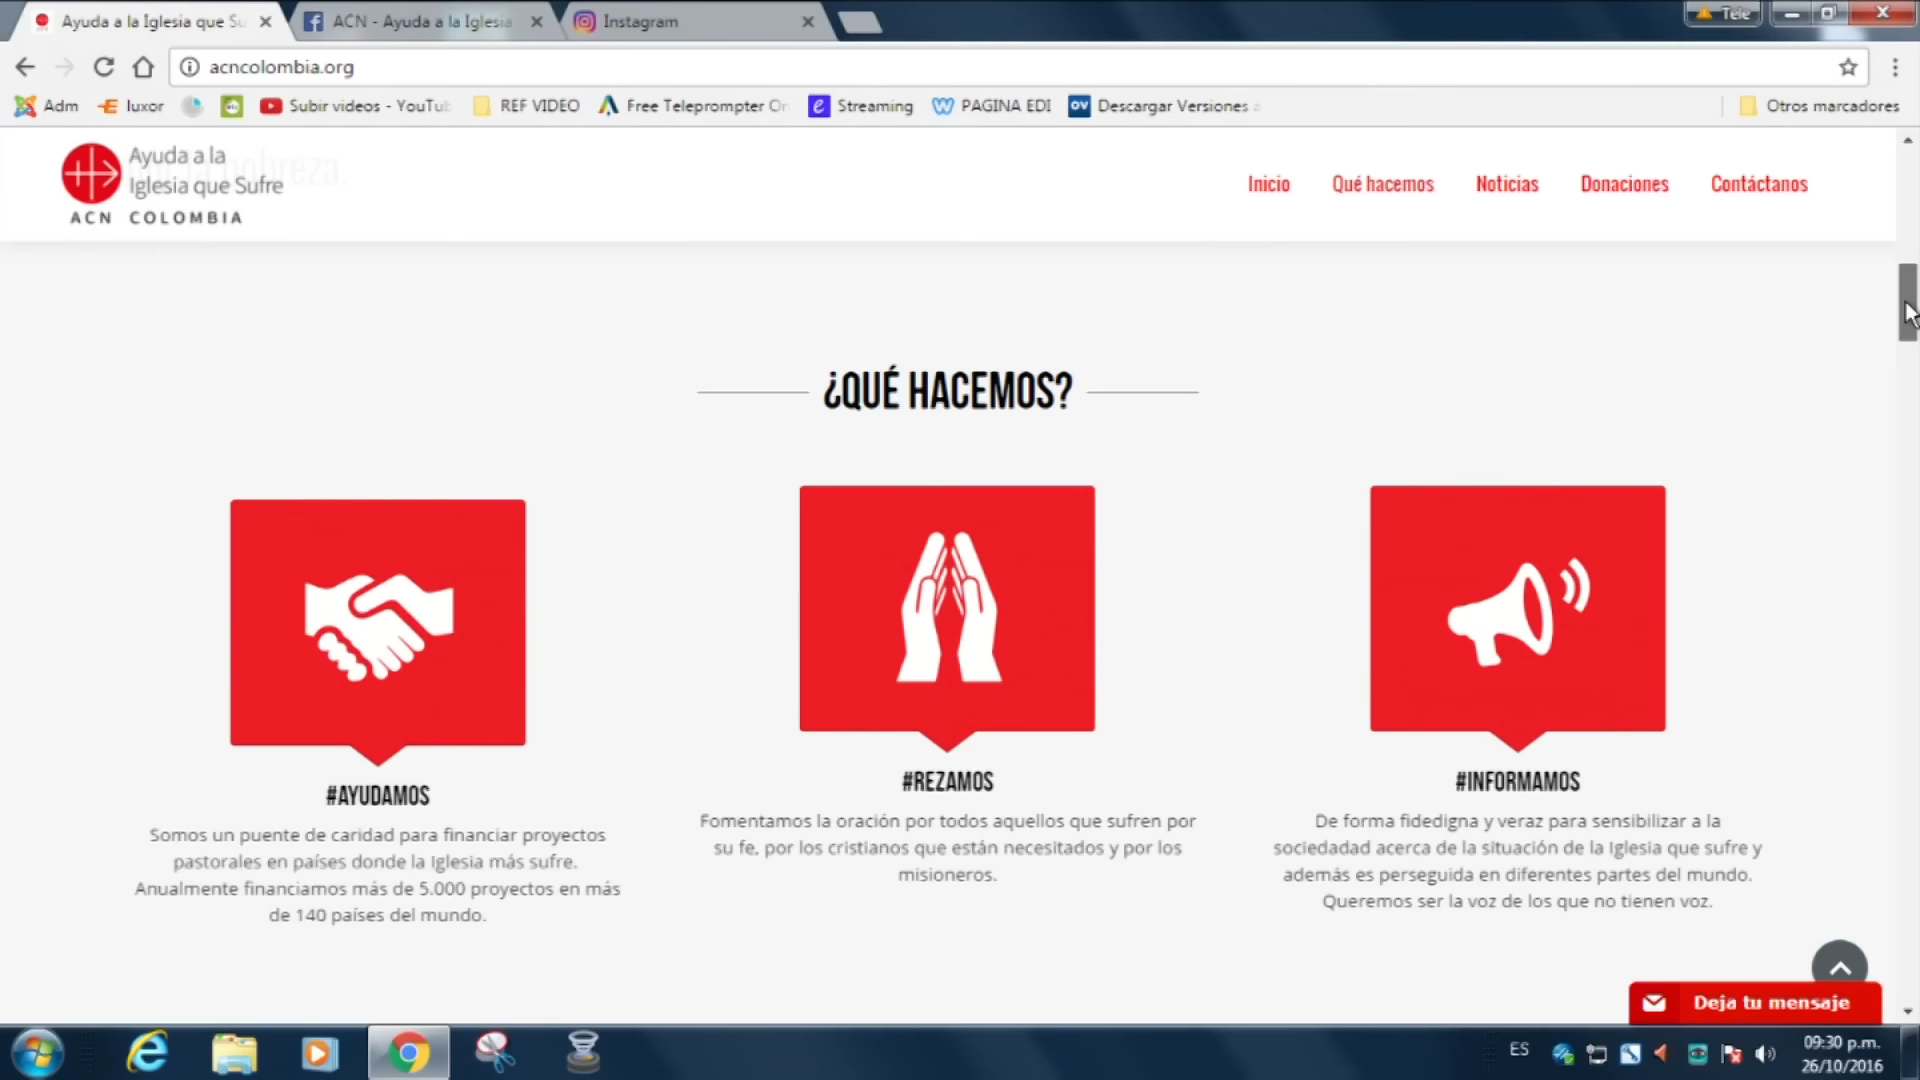 Ayuda a la Iglesia que Su
ACN - Ayuda a la Iglesia
Instagram
Tele
acncolombia.org
Adm
luxor
Subir videos - YouTub
REF VIDEO
Free Teleprompter On
Streaming
PAGINA EDI
Descargar Versiones a
Otros marcadores
Ayuda a la
Iglesia que Sufre
ACN COLOMBIA
pobreza.
Inicio
Qué hacemos
Noticias
Donaciones
Contáctanos
¿QUÉ HACEMOS?
#AYUDAMOS
Somos un puente de caridad para financiar proyectos
pastorales en países donde la Iglesia más sufre.
Anualmente financiamos más de 5.000 proyectos en más
de 140 países del mundo.
#REZAMOS
Fomentamos la oración por todos aquellos que sufren por
su fe, por los cristianos que están necesitados y por los
misioneros.
#INFORMAMOS
De forma fidedigna y veraz para sensibilizar a la
sociedadad acerca de la situación de la Iglesia que sufre y
además es perseguida en diferentes partes del mundo.
Queremos ser la voz de los que no tienen voz.
Deja tu mensaje
ES
09:30 p.m.
26/10/2016